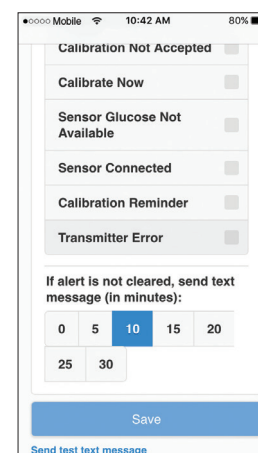 ●○○○○ Mobile 10:42 AM 80%
Calibration Not Accepted
Calibrate Now
Sensor Glucose Not
Available
Sensor Connected
Calibration Reminder
Transmitter Error
If alert is not cleared, send text
message (in minutes):
0 5 10 15 20
25 30
Save
Send test text message